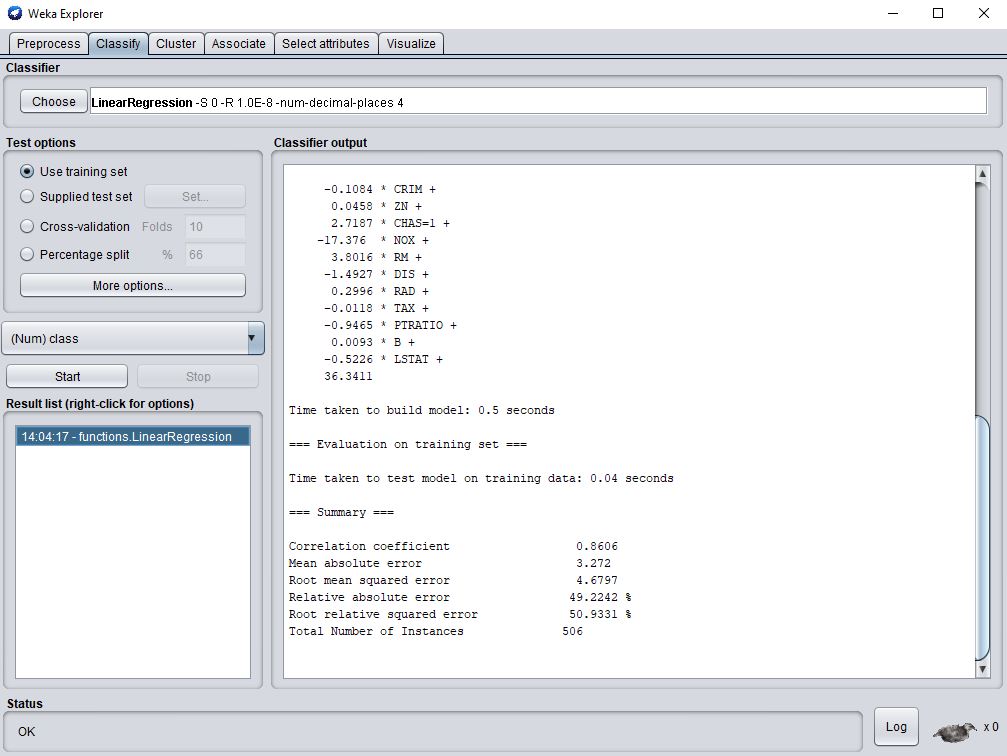 Weka Explorer
Preprocess Classify Cluster Associate Select attributes Visualize
Classifier
Choose LinearRegression -S 0 -R 1.0E-8 -num-decimal-places 4
Test options
Use training set
Supplied test set Set...
Cross-validation Folds 10
Percentage split % 66
More options...
(Num) class
Start Stop
Result list (right-click for options)
14:04:17 - functions.LinearRegression
Classifier output
-0.1084 * CRIM +
0.0458 * ZN +
2.7187 * CHAS=1 +
-17.376 * NOX +
3.8016 * RM +
-1.4927 * DIS +
0.2996 * RAD +
-0.0118 * TAX +
-0.9465 * PTRATIO +
0.0093 * B +
-0.5226 * LSTAT +
36.3411
Time taken to build model: 0.5 seconds
=== Evaluation on training set ===
Time taken to test model on training data: 0.04 seconds
=== Summary ===
Correlation coefficient 0.8606
Mean absolute error 3.272
Root mean squared error 4.6797
Relative absolute error 49.2242 %
Root relative squared error 50.9331 %
Total Number of Instances 506
Status
OK
Log x 0